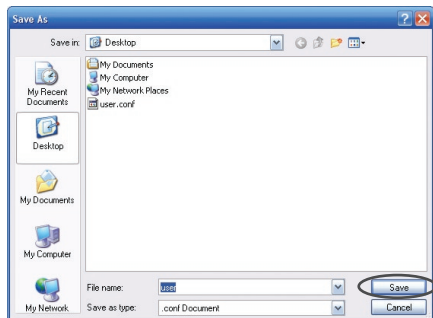 Save As
Save in:
Desktop
My Recent
Documents
Desktop
My Documents
My Computer
My Network
My Documents
My Computer
My Network Places
user.conf
File name:
user
Save
Save as type:
.conf Document
Cancel